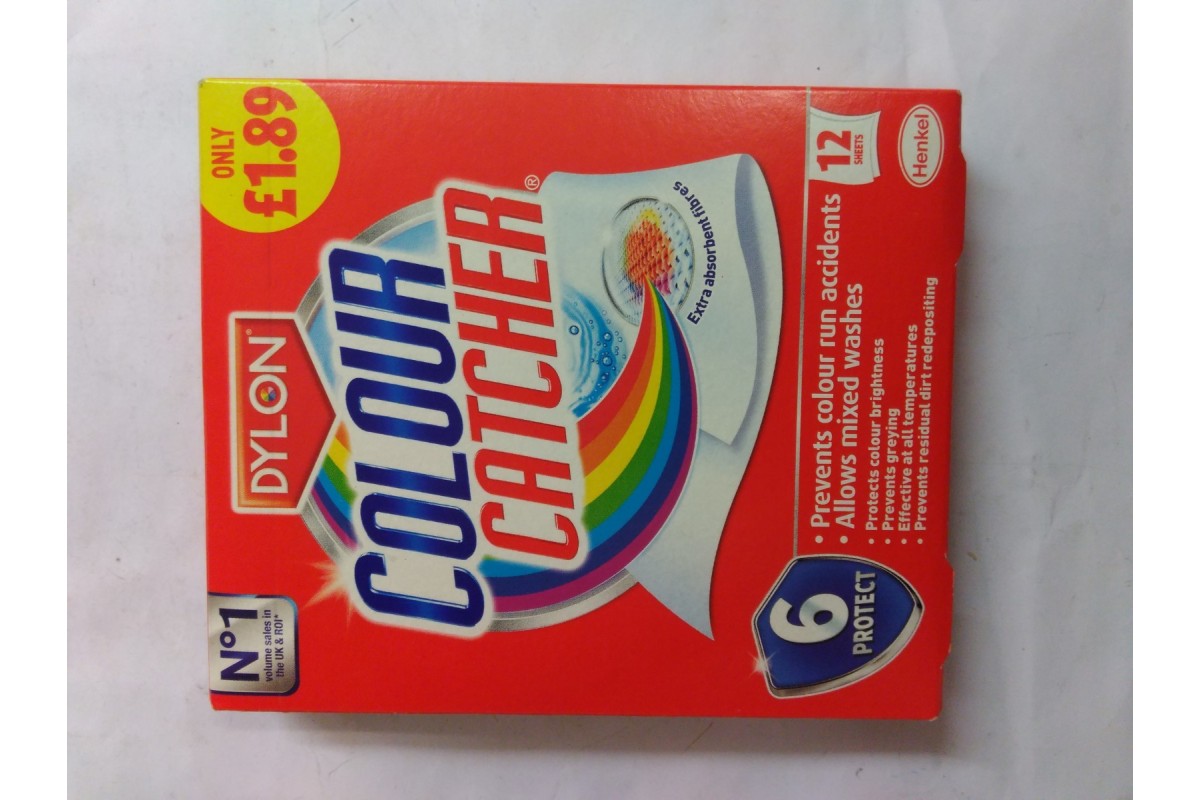 Nº1
volume sales in
the UK & ROI*
DYLON®
ONLY
£1.89
COLOUR
CATCHER®
Extra absorbent fibres
6
PROTECT
• Prevents colour run accidents
• Allows mixed washes
• Protects colour brightness
• Prevents greying
• Effective at all temperatures
• Prevents residual dirt redepositing
12
SHEETS
Henkel